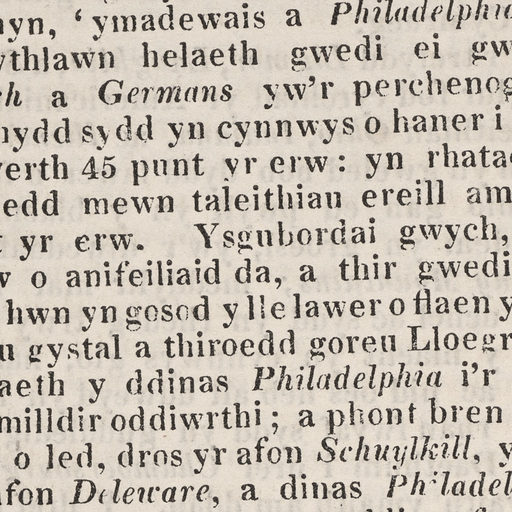 hyn, ‘ymadewais a Philadelphia
ythlawn helaeth gwedi ei gw
ch a Germans yw’r perchenog
nydd sydd yn cynnwys o haner i
werth 45 punt yr erw: yn rhata
oedd mewn taleithiau ereill am
yr erw. Ysgubordai gwych,
w o anifeiliaid da, a thir gwedi
hwn yn gosod y lle lawer o flaen y
u gystal a thiroedd goreu Lloegr
aeth y ddinas Philadelphia i’r
milldir oddiwrthi; a phont bren
o led, dros yr afon Schuylkill, y
afon Deleware, a dinas Philadel